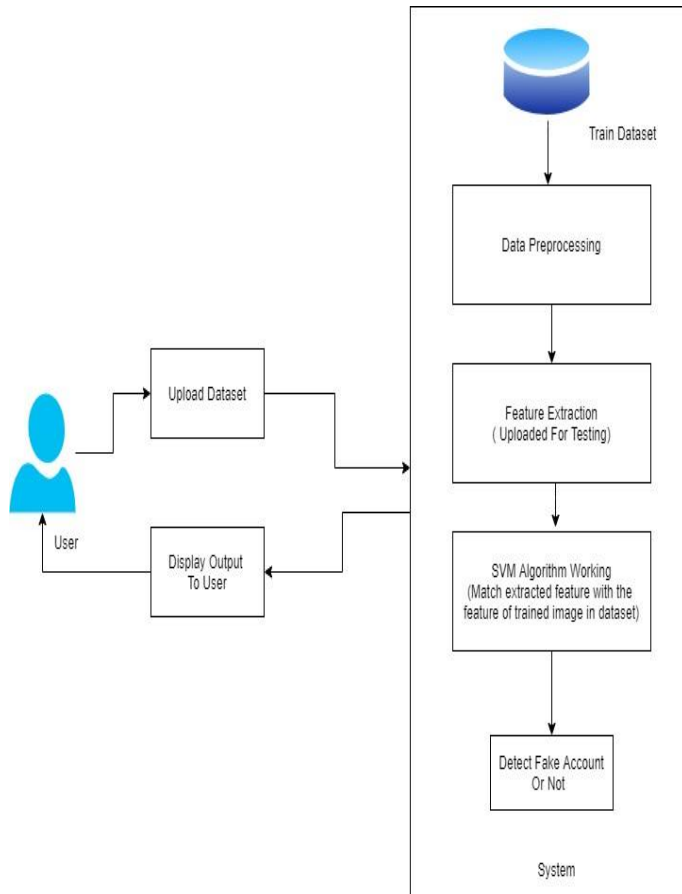 Train Dataset
Data Preprocessing
Upload Dataset
Feature Extraction
( Uploaded For Testing)
User
Display Output
To User
SVM Algorithm Working
(Match extracted feature with the
feature of trained image in dataset)
Detect Fake Account
Or Not
System